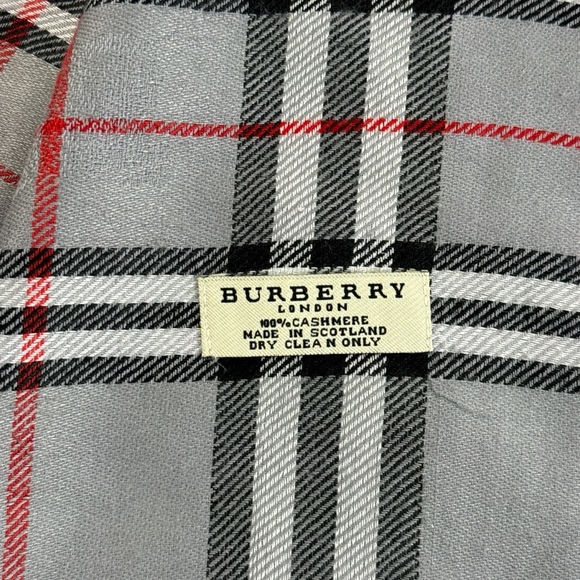 BURBERRY
LONDON
100% CASHMERE
MADE IN SCOTLAND
DRY CLEA N ONLY